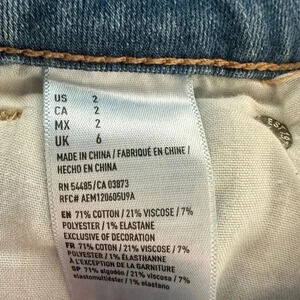 US 2
CA 2
MX 2
UK 6
MADE IN CHINA / FABRIQUÉ EN CHINE /
HECHO EN CHINA
RN 54485/CA 03873
RFC# AEM120605U9A
EN 71% COTTON / 21% VISCOSE / 7%
POLYESTER / 1% ELASTANE
EXCLUSIVE OF DECORATION
FR 71% COTON / 21% VISCOSE / 7%
POLYESTER / 1% ÉLASTHANNE
À L'EXCEPTION DE LA GARNITURE
SP 71% algodón / 21% viscosa / 7%
elastomultiéster / 1% elastano